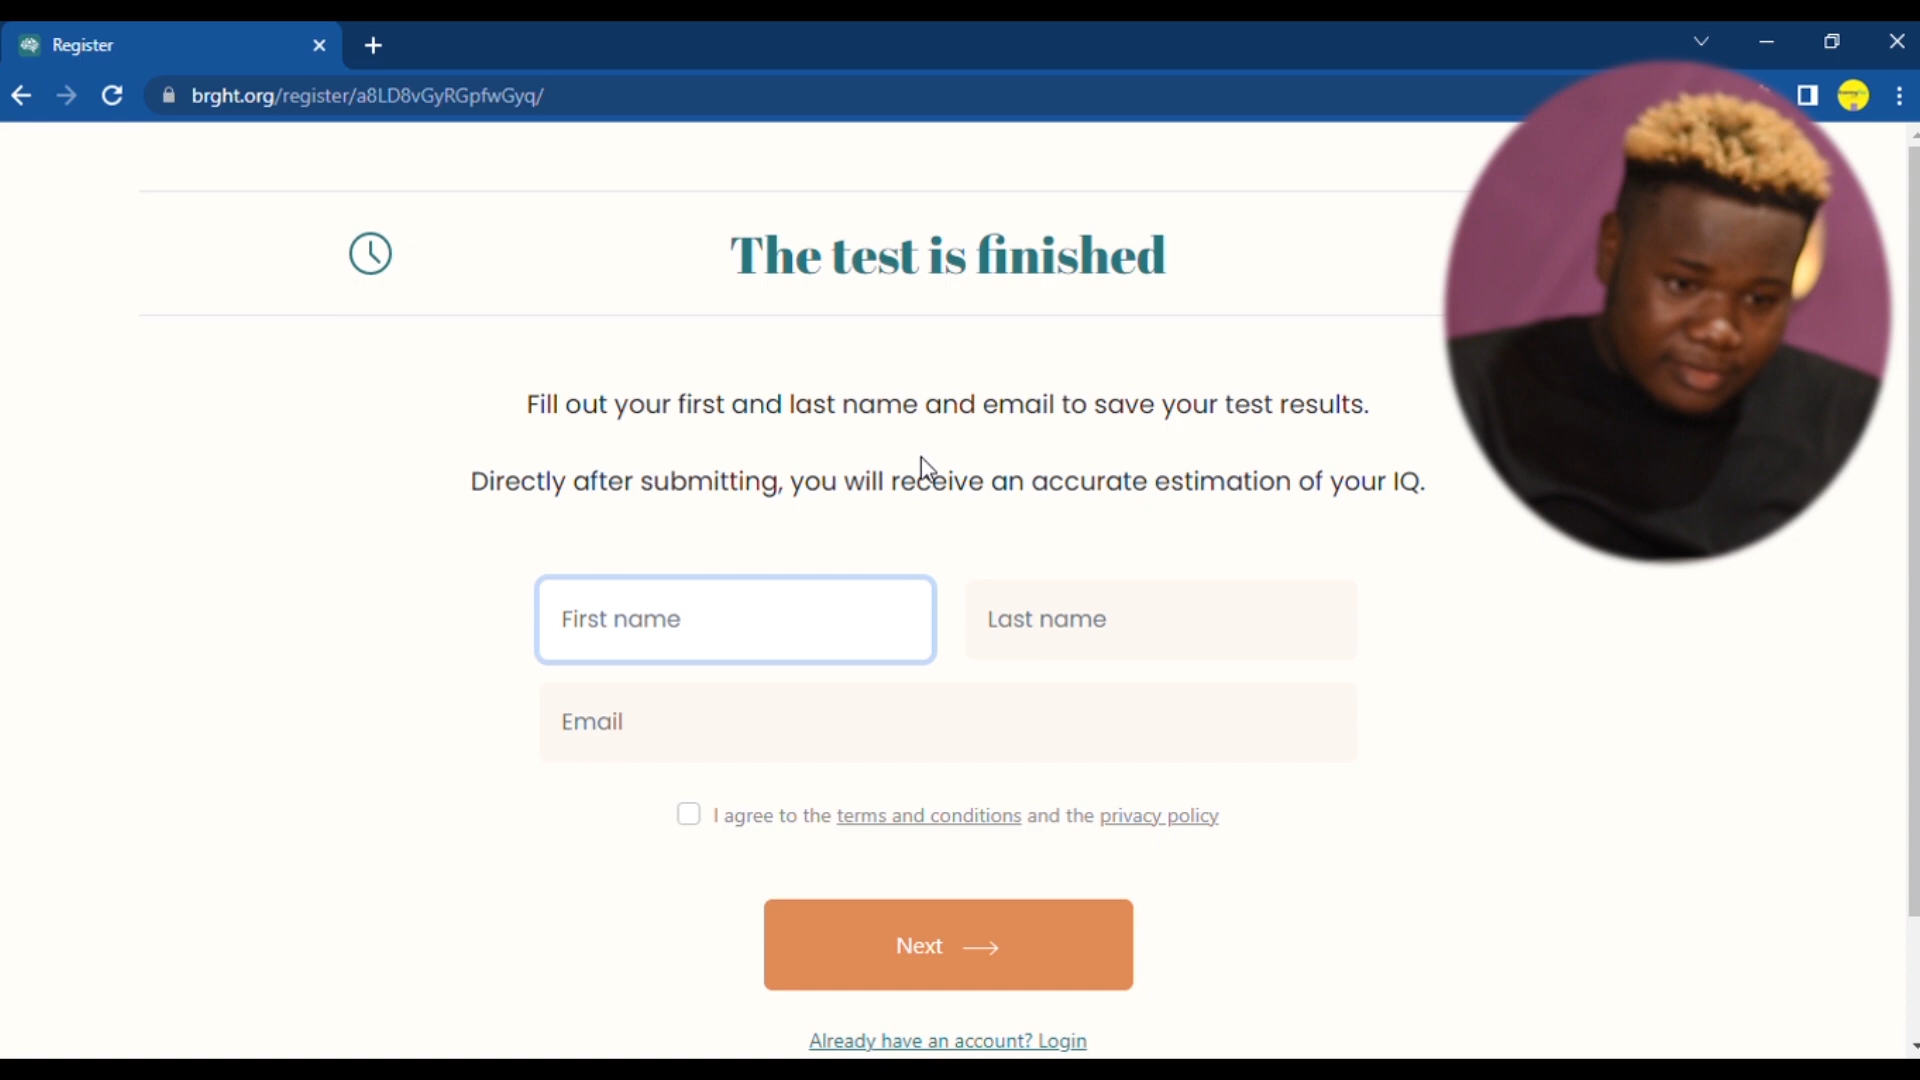 Register
brght.org/register/a8LD8vGyRGpfwGyq/
The test is finished
Fill out your first and last name and email to save your test results.
Directly after submitting, you will receive an accurate estimation of your IQ.
First name
Last name
Email
I agree to the terms and conditions and the privacy policy
Next
Already have an account? Login